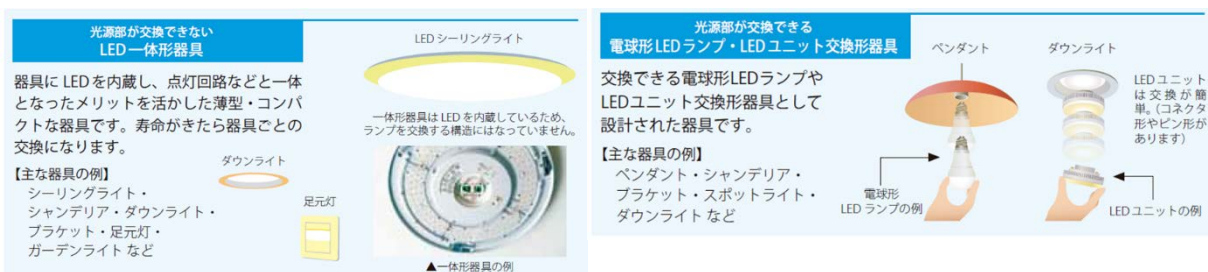 光源部が交換できない
LED一体形器具
器具にLEDを内蔵し、点灯回路などと一体
となったメリットを活かした薄型・コンパ
クトな器具です。寿命がきたら器具ごとの
交換になります。
【主な器具の例】
シーリングライト・
シャンデリア・ダウンライト・
ブラケット・足元灯・
ガーデンライト など
ダウンライト
足元灯
LEDシーリングライト
一体形器具はLEDを内蔵しているため、
ランプを交換する構造にはなっていません。
▲一体形器具の例
光源部が交換できる
電球形LEDランプ・LEDユニット交換形器具
交換できる電球形LEDランプや
LEDユニット交換形器具として
設計された器具です。
【主な器具の例】
ペンダント・シャンデリア・
ブラケット・スポットライト・
ダウンライト など
ペンダント
電球形
LEDランプの例
ダウンライト
LEDユニット
は交換が簡
単。（コネクタ
形やピン形が
あります）
LEDユニットの例